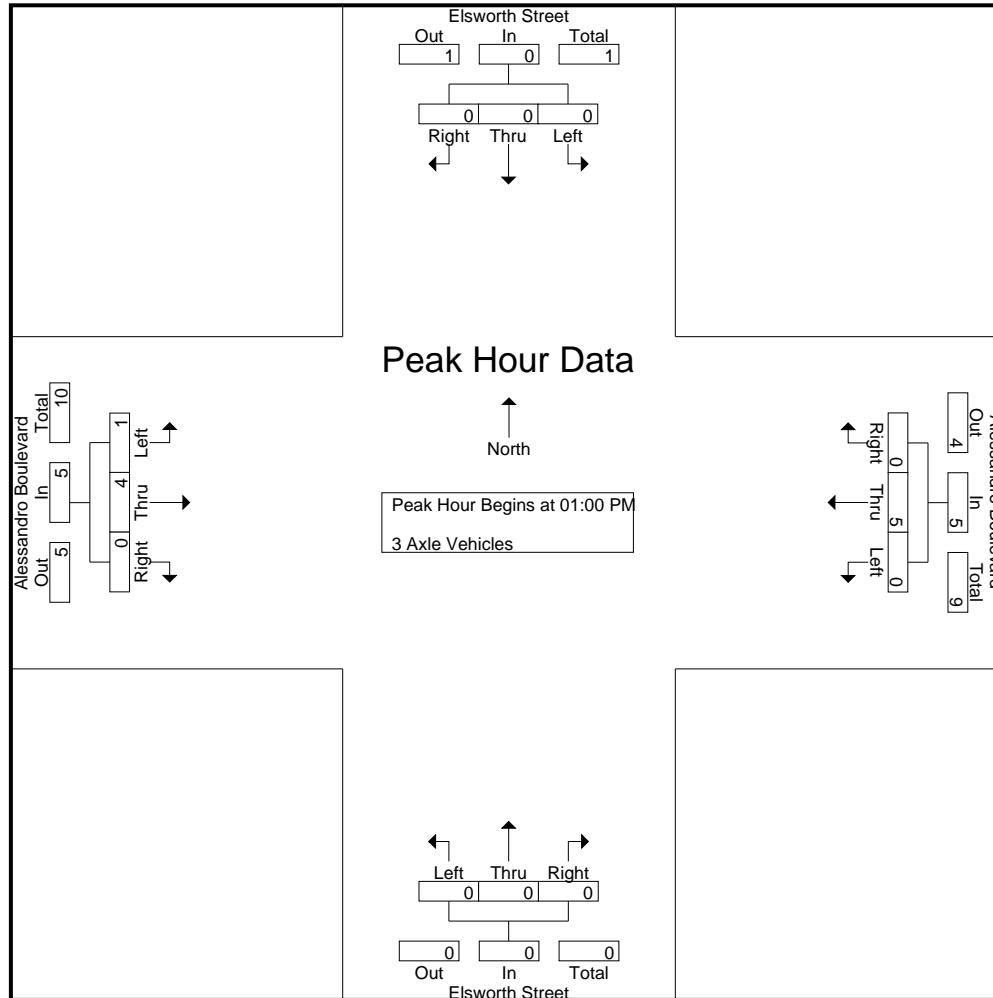 Elsworth Street
Out In Total
1 0 1
0 0 0
Right Thru Left
Peak Hour Data
North
Peak Hour Begins at 01:00 PM
3 Axle Vehicles
Alessandro Boulevard
Out In Total
5 5 10
Right Thru Left
0 4 1
Out In Total
4 5 9
Right Thru Left
0 5 0
Left Thru Right
0 0 0
0 0 0
Out In Total
Elsworth Street